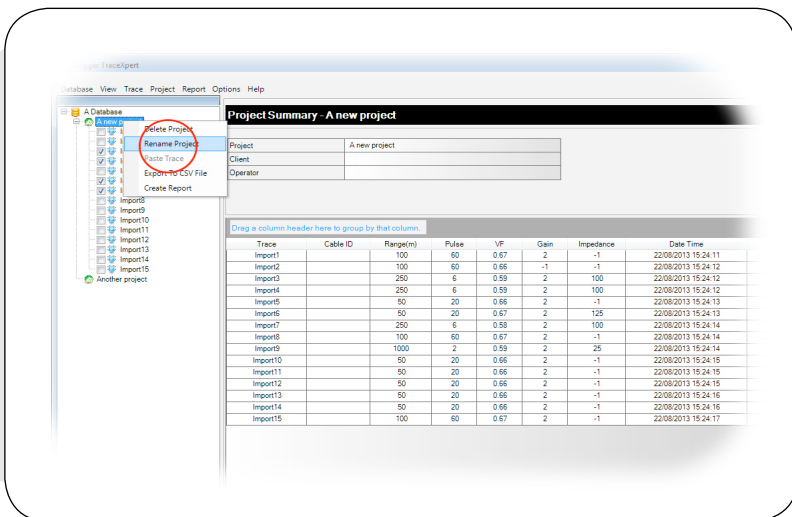 TraceXpert
Database View Trace Project Report Options Help
A Database
A new project
Delete Project
Rename Project
Paste Trace
Export To CSV File
Create Report
Import8
Import9
Import10
Import11
Import12
Import13
Import14
Import15
Another project
Project Summary - A new project
Project A new project
Client
Operator
Drag a column header here to group by that column.
Trace Cable ID Range(m) Pulse VF Gain Impedance Date Time
Import1 100 60 0.67 2 -1 22/08/2013 15:24:11
Import2 100 60 0.66 -1 -1 22/08/2013 15:24:12
Import3 250 6 0.59 2 100 22/08/2013 15:24:12
Import4 250 6 0.59 2 100 22/08/2013 15:24:12
Import5 50 20 0.66 2 -1 22/08/2013 15:24:13
Import6 50 20 0.67 2 125 22/08/2013 15:24:13
Import7 250 6 0.58 2 100 22/08/2013 15:24:14
Import8 100 60 0.67 2 -1 22/08/2013 15:24:14
Import9 1000 2 0.59 2 25 22/08/2013 15:24:14
Import10 50 20 0.66 2 -1 22/08/2013 15:24:15
Import11 50 20 0.66 2 -1 22/08/2013 15:24:15
Import12 50 20 0.66 2 -1 22/08/2013 15:24:15
Import13 50 20 0.66 2 -1 22/08/2013 15:24:16
Import14 50 20 0.66 2 -1 22/08/2013 15:24:16
Import15 100 60 0.67 2 -1 22/08/2013 15:24:17